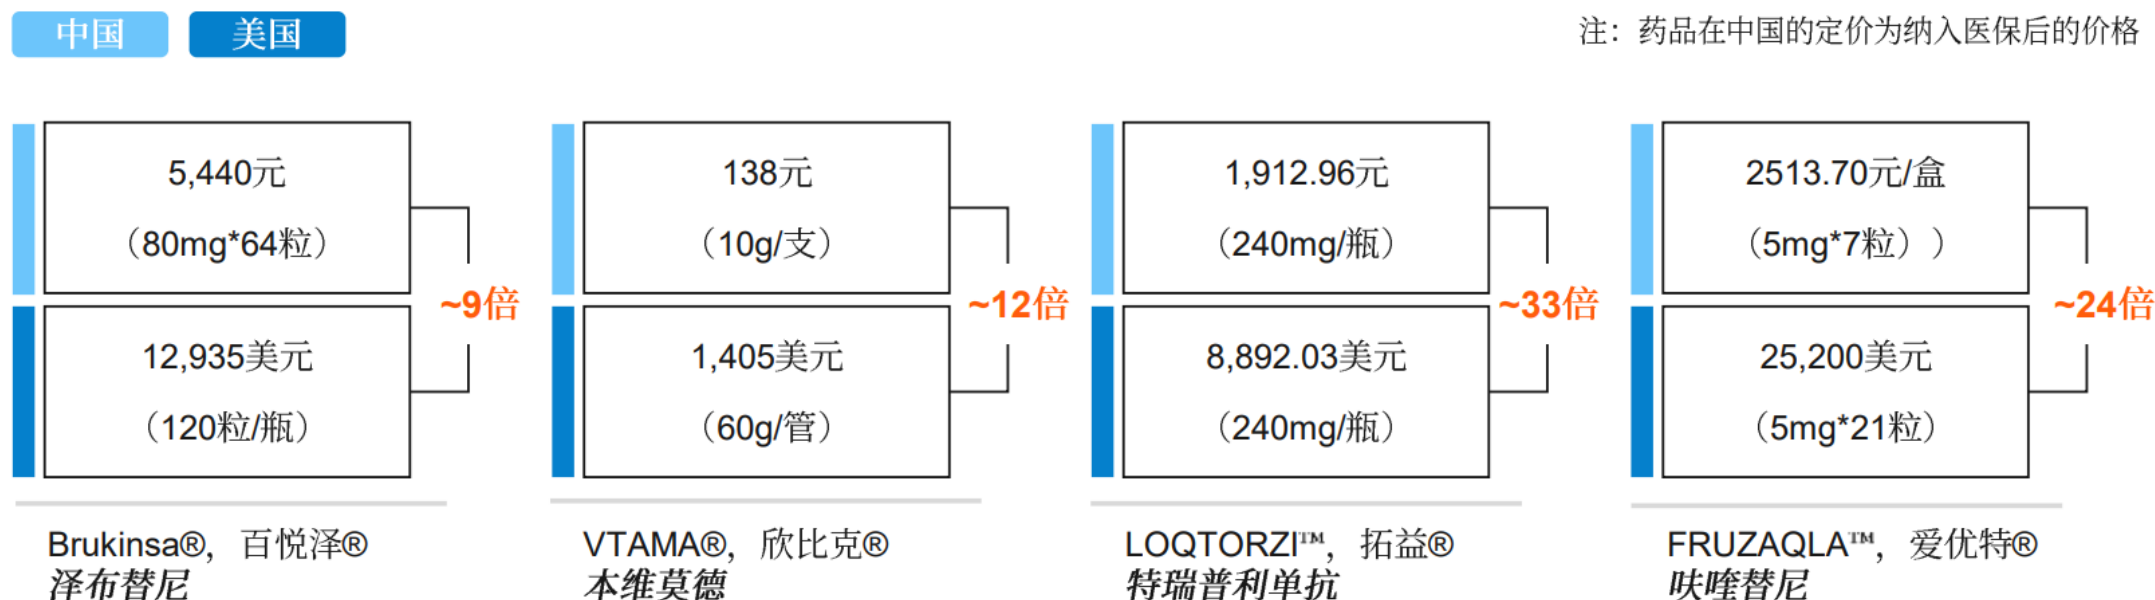 中国
美国
注：药品在中国的定价为纳入医保后的价格
5,440元
（80mg*64粒）
12,935美元
（120粒/瓶）
~9倍
Brukinsa®，百悦泽®
泽布替尼
138元
（10g/支）
1,405美元
（60g/管）
~12倍
VTAMA®，欣比克®
本维莫德
1,912.96元
（240mg/瓶）
8,892.03美元
（240mg/瓶）
~33倍
LOQTORZI™，拓益®
特瑞普利单抗
2513.70元/盒
（5mg*7粒））
25,200美元
（5mg*21粒）
~24倍
FRUZAQLA™，爱优特®
呋喹替尼